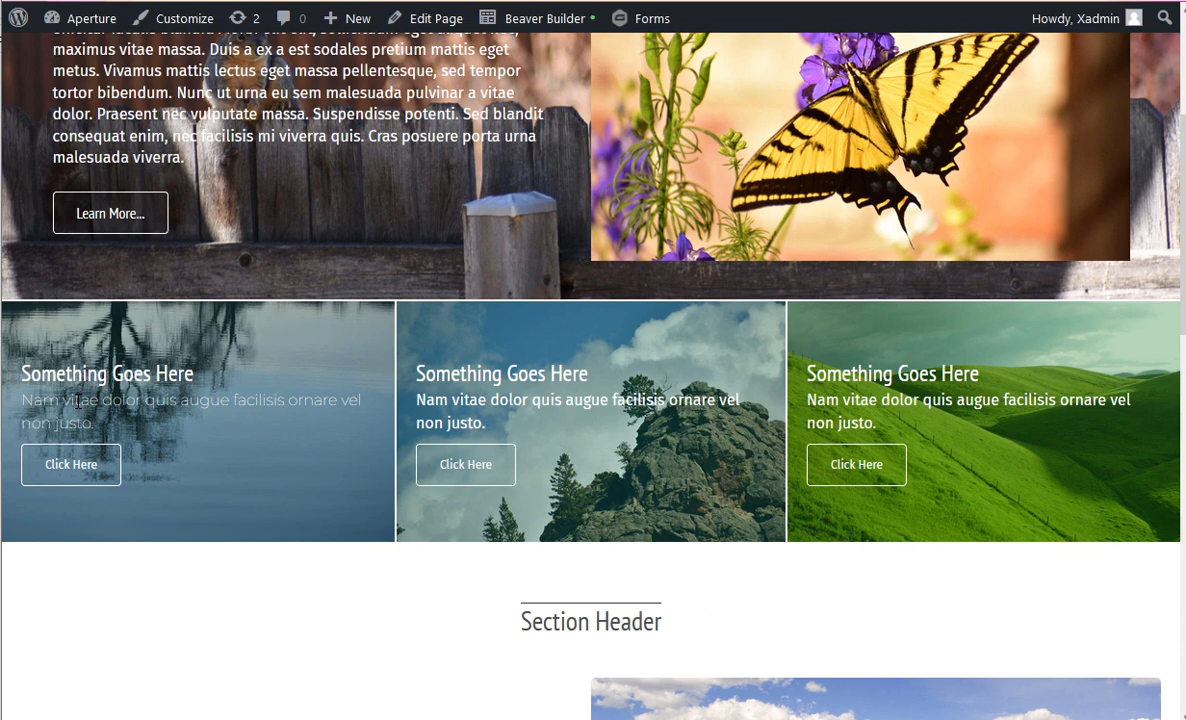 Aperture Customize 2 0 New Edit Page Beaver Builder Forms Howdy, Xadmin
maximus vitae massa. Duis a ex a est sodales pretium mattis eget
metus. Vivamus mattis lectus eget massa pellentesque, sed tempor
tortor bibendum. Nunc ut urna eu sem malesuada pulvinar a vitae
dolor. Praesent nec vulputate massa. Suspendisse potenti. Sed blandit
consequat enim, nec facilisis mi viverra quis. Cras posuere porta urna
malesuada viverra.
Learn More...
Something Goes Here
Nam vitae dolor quis augue facilisis ornare vel
non justo.
Click Here
Something Goes Here
Nam vitae dolor quis augue facilisis ornare vel
non justo.
Click Here
Something Goes Here
Nam vitae dolor quis augue facilisis ornare vel
non justo.
Click Here
Section Header